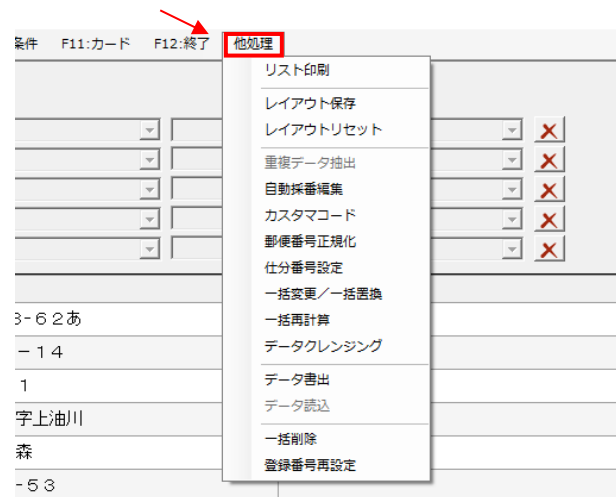 条件 F11:カード F12:終了 他処理
リスト印刷
レイアウト保存
レイアウトリセット
重複データ抽出
自動採番編集
カスタマコード
郵便番号正規化
仕分番号設定
一括変更／一括置換
一括再計算
データクレンジング
データ書出
データ読込
一括削除
登録番号再設定
３-６２あ
－１４
１
字上油川
森
-５３